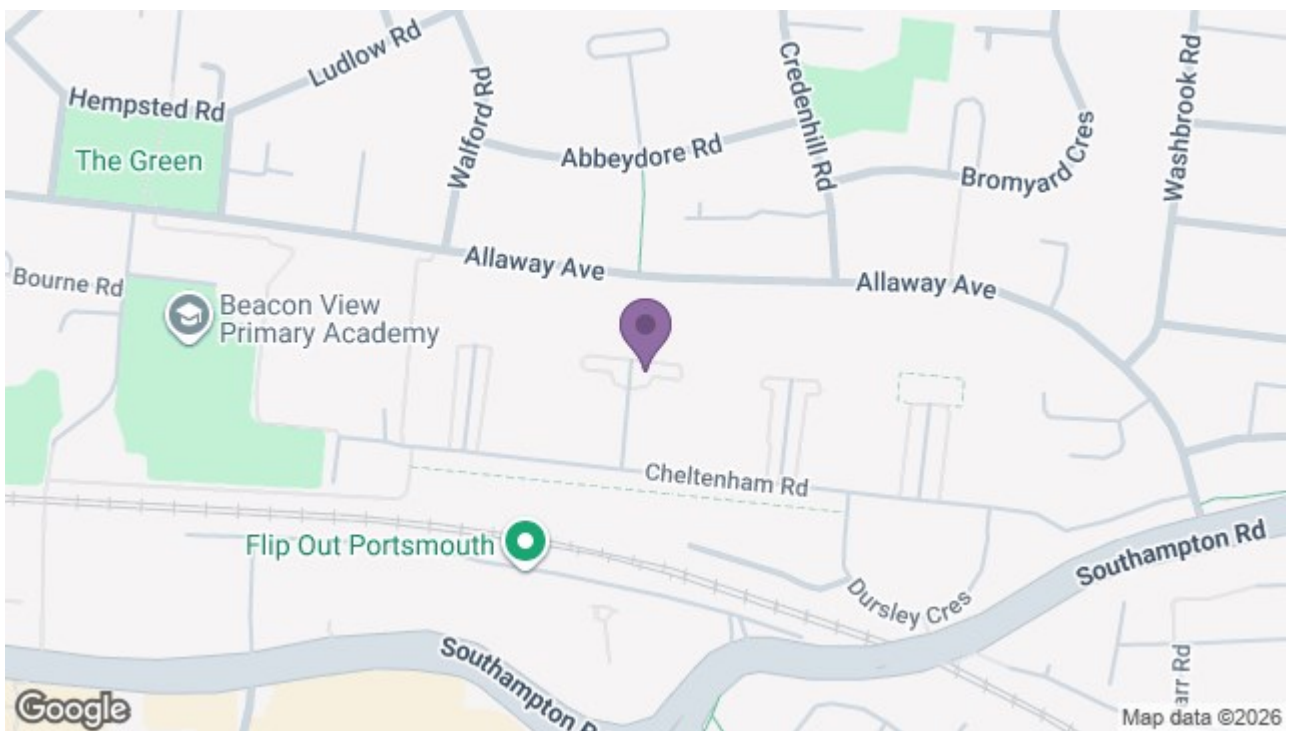 Ludlow Rd
Hempsted Rd
The Green
Walford Rd
Abbeydore Rd
Credenhill Rd
Bromyard Cres
Washbrook Rd
Allaway Ave
Allaway Ave
Bourne Rd
Beacon View
Primary Academy
Cheltenham Rd
Flip Out Portsmouth
Dursley Cres
Southampton Rd
Southampton R
arr Rd
Google
Map data ©2026